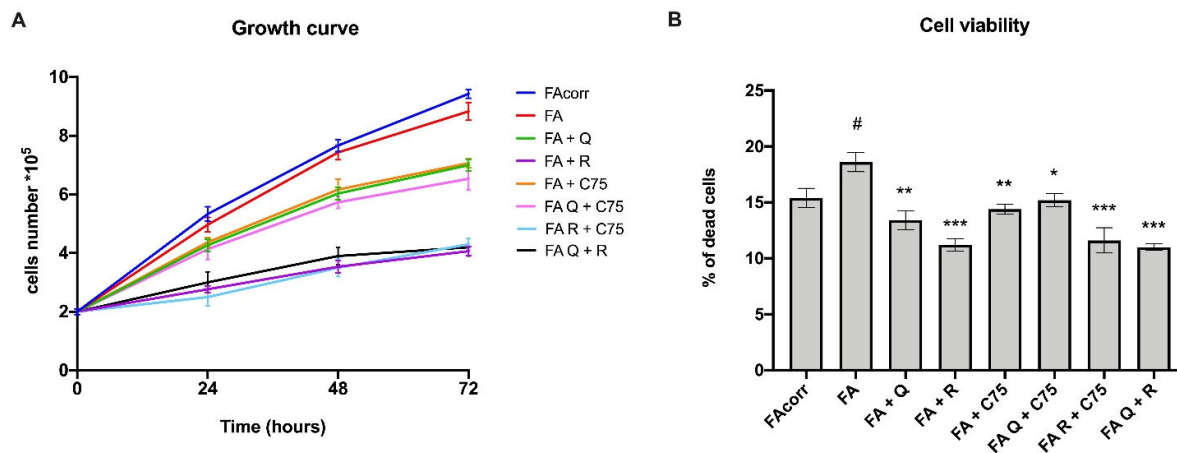 A
Growth curve
cells number *10⁵
10
8
6
4
2
0
0 24 48 72
Time (hours)
FAcorr
FA
FA + Q
FA + R
FA + C75
FA Q + C75
FA R + C75
FA Q + R
B
Cell viability
% of dead cells
25
20
15
10
5
0
#
**
***
**
*
***
***
FAcorr
FA
FA + Q
FA + R
FA + C75
FA Q + C75
FA R + C75
FA Q + R